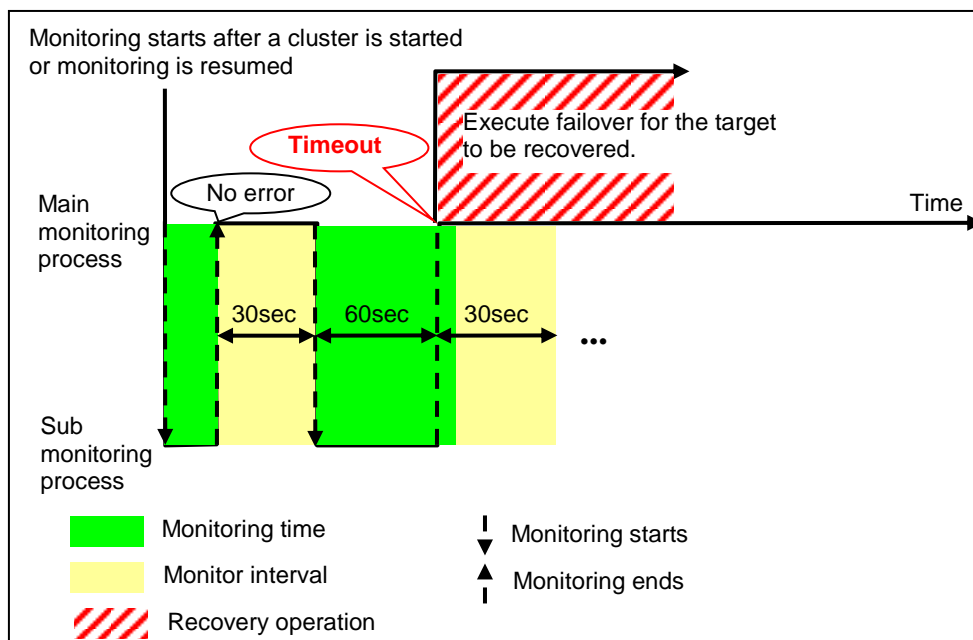 Monitoring starts after a cluster is started
or monitoring is resumed
Execute failover for the target
to be recovered.
Timeout
No error
Main
monitoring
process
Time
30sec
60sec
30sec
...
Sub
monitoring
process
Monitoring time
Monitoring starts
Monitor interval
Monitoring ends
Recovery operation